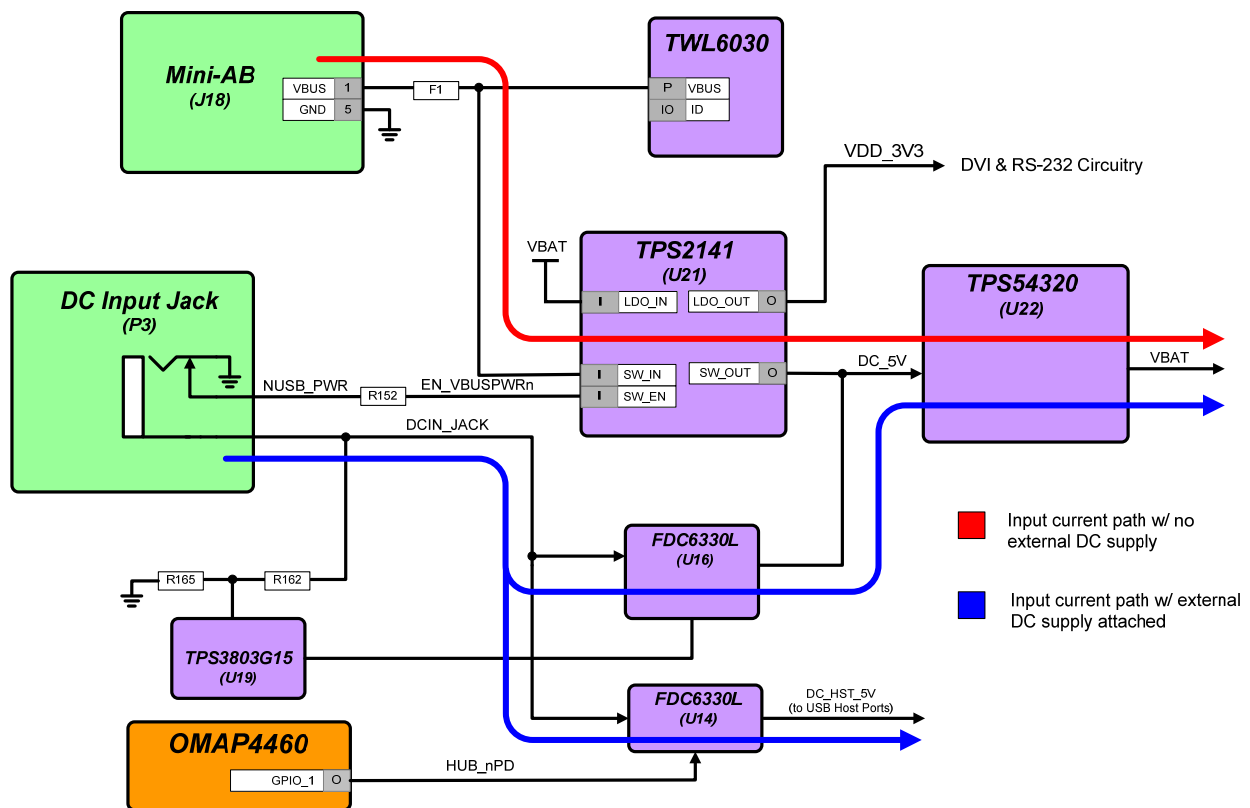 Mini-AB
(J18)
VBUS 1
GND 5
F1
TWL6030
P VBUS
IO ID
VDD_3V3
DVI & RS-232 Circuitry
VBAT
TPS2141
(U21)
I LDO_IN
LDO_OUT O
I SW_IN
SW_OUT O
I SW_EN
DC_5V
TPS54320
(U22)
VBAT
DC Input Jack
(P3)
NUSB_PWR
R152
EN_VBUSPWRn
DCIN_JACK
R165
R162
TPS3803G15
(U19)
FDC6330L
(U16)
FDC6330L
(U14)
DC_HST_5V
(to USB Host Ports)
OMAP4460
GPIO_1 O
HUB_nPD
Input current path w/ no
external DC supply
Input current path w/ external
DC supply attached